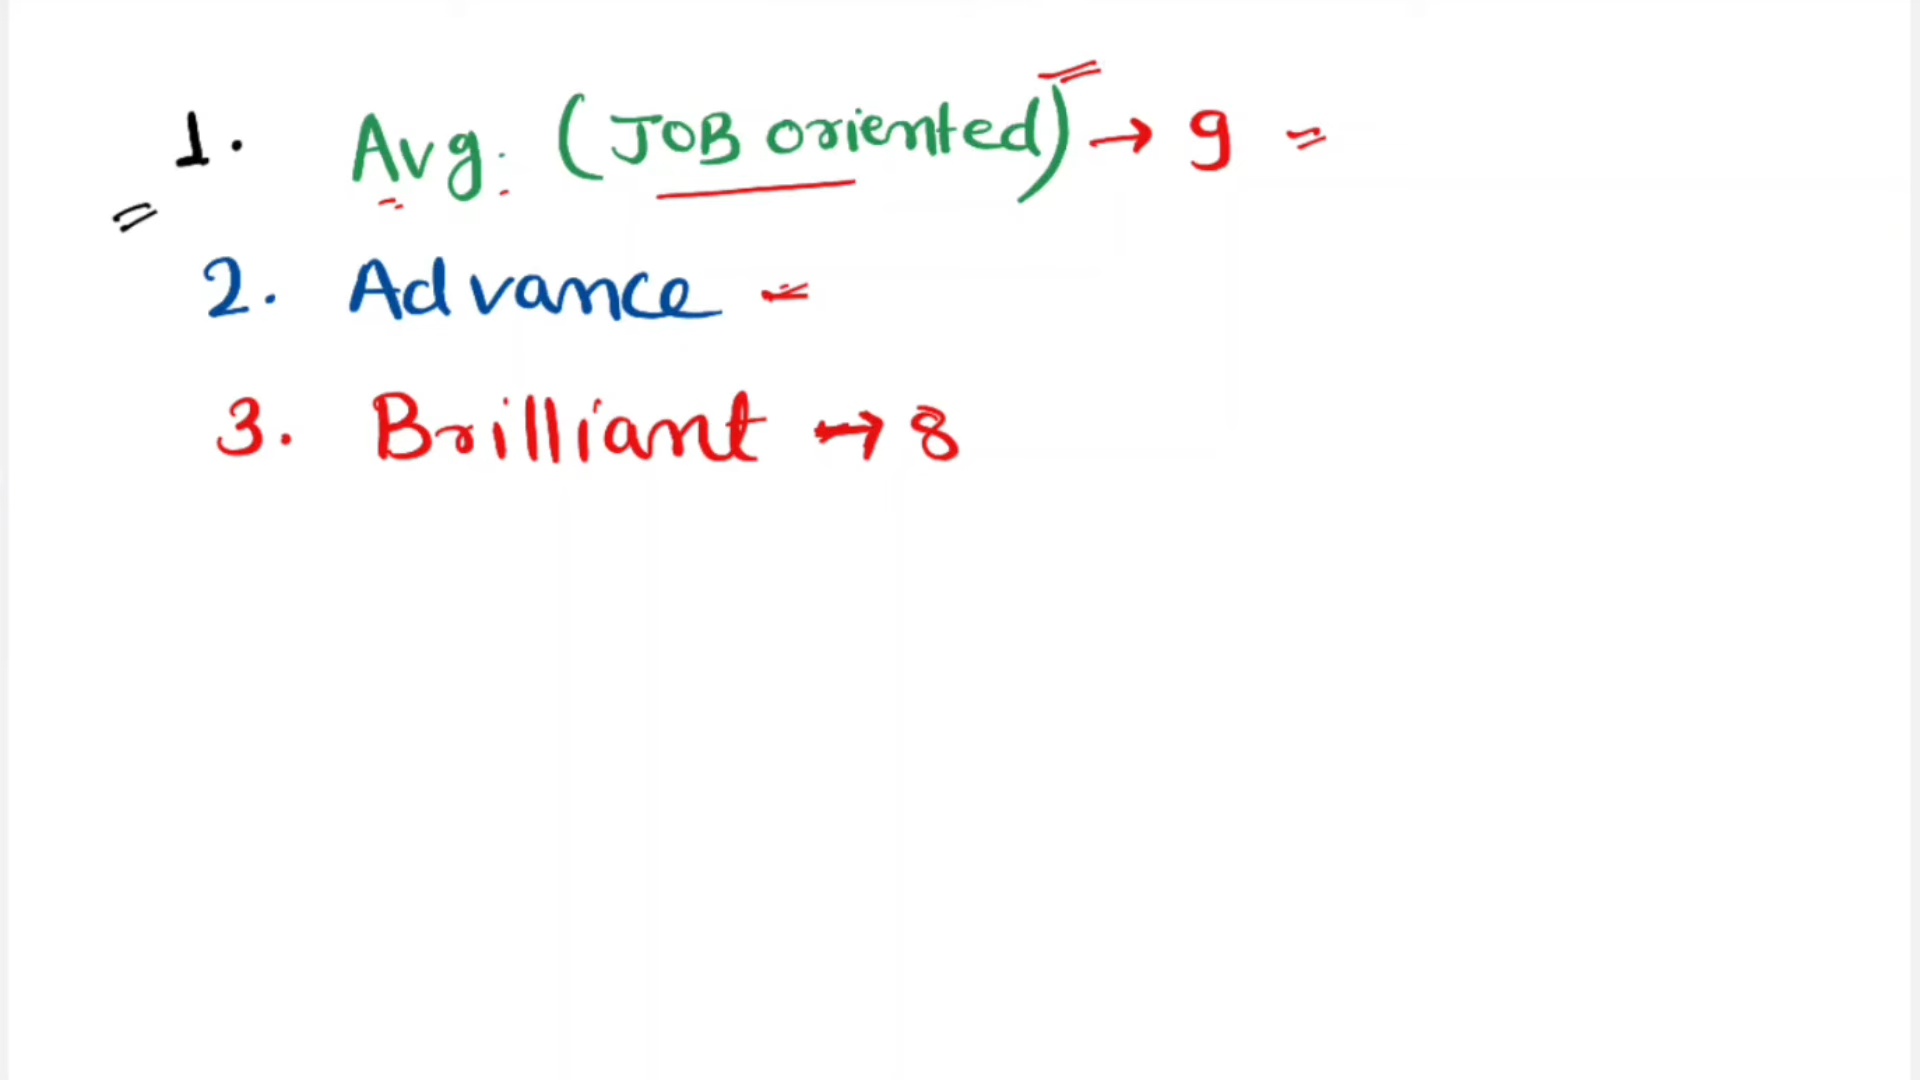 1. Avg. (JOB oriented) → 9
2. Advance
3. Brilliant → 8